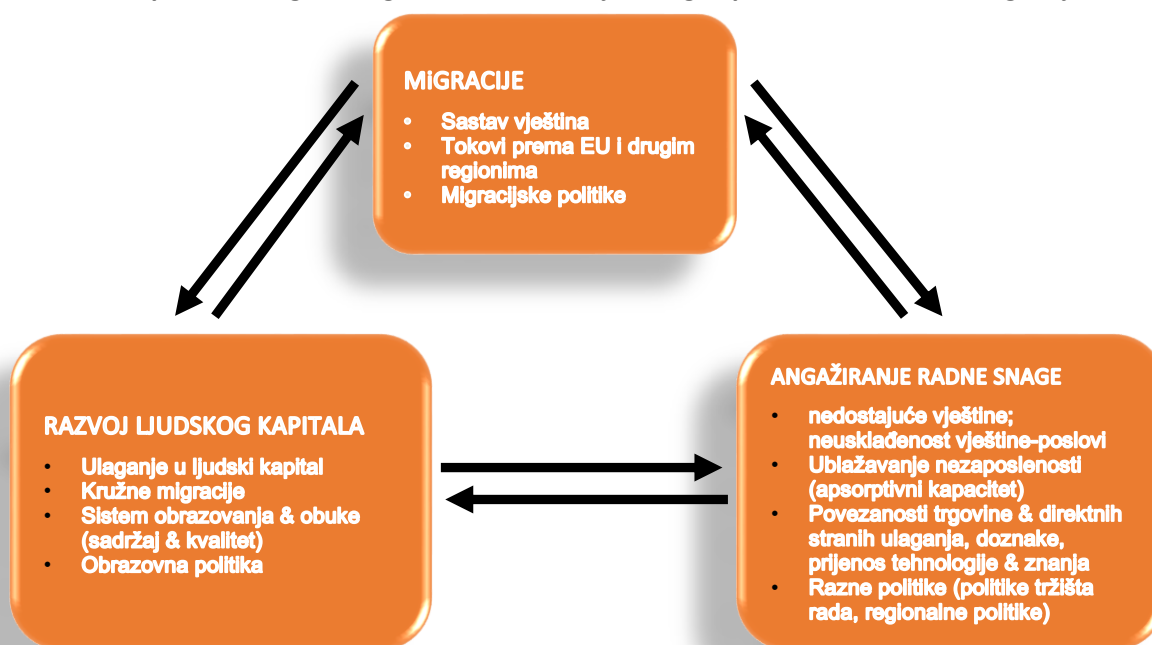 MiGRACIJE
• Sastav vještina
• Tokovi prema EU i drugim
regionima
• Migracijske politike
RAZVOJ LJUDSKOG KAPITALA
• Ulaganje u ljudski kapital
• Kružne migracije
• Sistem obrazovanja & obuke
(sadržaj & kvalitet)
• Obrazovna politika
ANGAŽIRANJE RADNE SNAGE
• nedostajuće vještine;
neusklađenost vještine-poslovi
• Ublažavanje nezaposlenosti
(apsorptivni kapacitet)
• Povezanosti trgovine & direktnih
stranih ulaganja, doznake,
prijenos tehnologije & znanja
• Razne politike (politike tržišta
rada, regionalne politike)